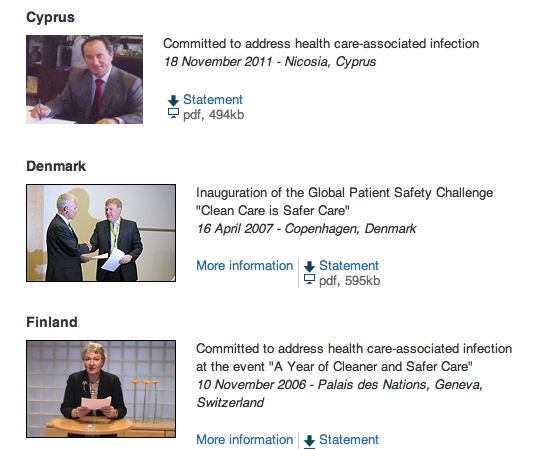 Cyprus
Committed to address health care-associated infection
18 November 2011 - Nicosia, Cyprus
Statement
pdf, 494kb
Denmark
Inauguration of the Global Patient Safety Challenge
"Clean Care is Safer Care"
16 April 2007 - Copenhagen, Denmark
More information Statement
pdf, 595kb
Finland
Committed to address health care-associated infection
at the event "A Year of Cleaner and Safer Care"
10 November 2006 - Palais des Nations, Geneva,
Switzerland
More information Statement